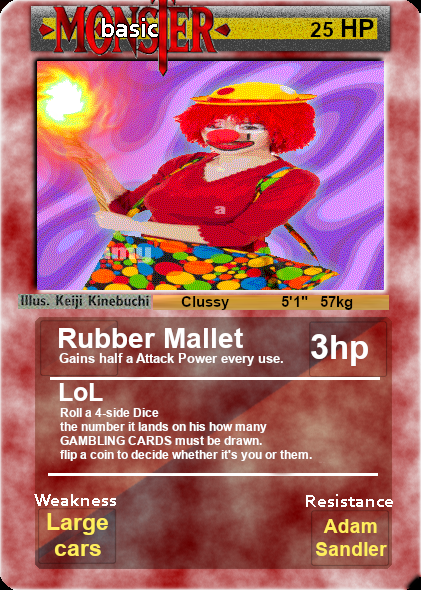 MONSTER
basic
25 HP
a
amu
Illus. Keiji Kinebuchi
Clussy 5'1" 57kg
Rubber Mallet
Gains half a Attack Power every use.
3hp
LoL
Roll a 4-side Dice
the number it lands on his how many
GAMBLING CARDS must be drawn.
flip a coin to decide whether it's you or them.
Weakness
Large
cars
Resistance
Adam
Sandler